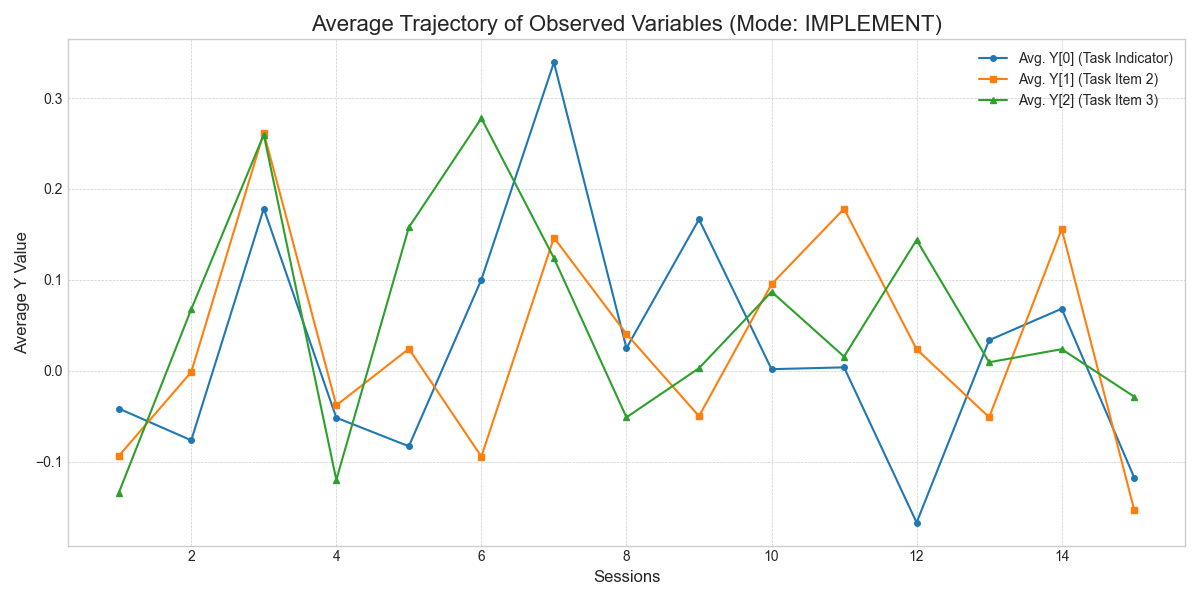 Average Trajectory of Observed Variables (Mode: IMPLEMENT)
Avg. Y[0] (Task Indicator)
Avg. Y[1] (Task Item 2)
Avg. Y[2] (Task Item 3)
Average Y Value
0.3
0.2
0.1
0.0
−0.1
2 4 6 8 10 12 14
Sessions